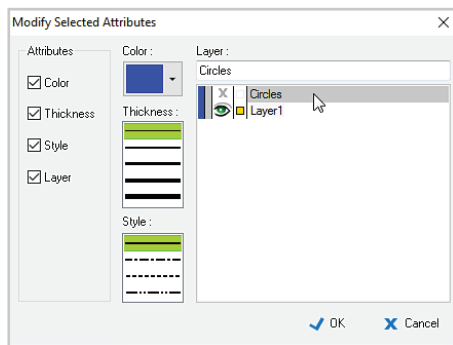 Modify Selected Attributes
Attributes
Color :
Layer :
Circles
Color
Thickness
Style
Layer
Thickness :
Style :
X Circles
Layer1
OK
Cancel